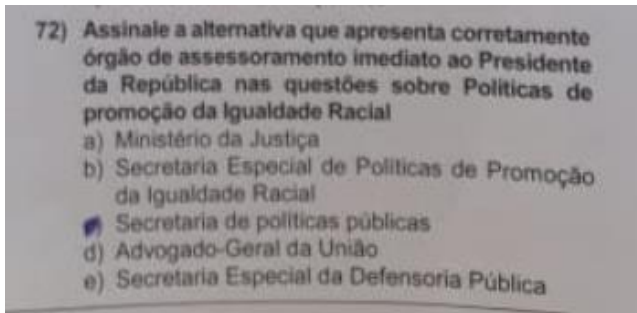 72) Assinale a alternativa que apresenta corretamente
órgão de assessoramento imediato ao Presidente
da República nas questões sobre Políticas de
promoção da Igualdade Racial
a) Ministério da Justiça
b) Secretaria Especial de Políticas de Promoção
da Igualdade Racial
Secretaria de políticas públicas
d) Advogado-Geral da União
e) Secretaria Especial da Defensoria Pública